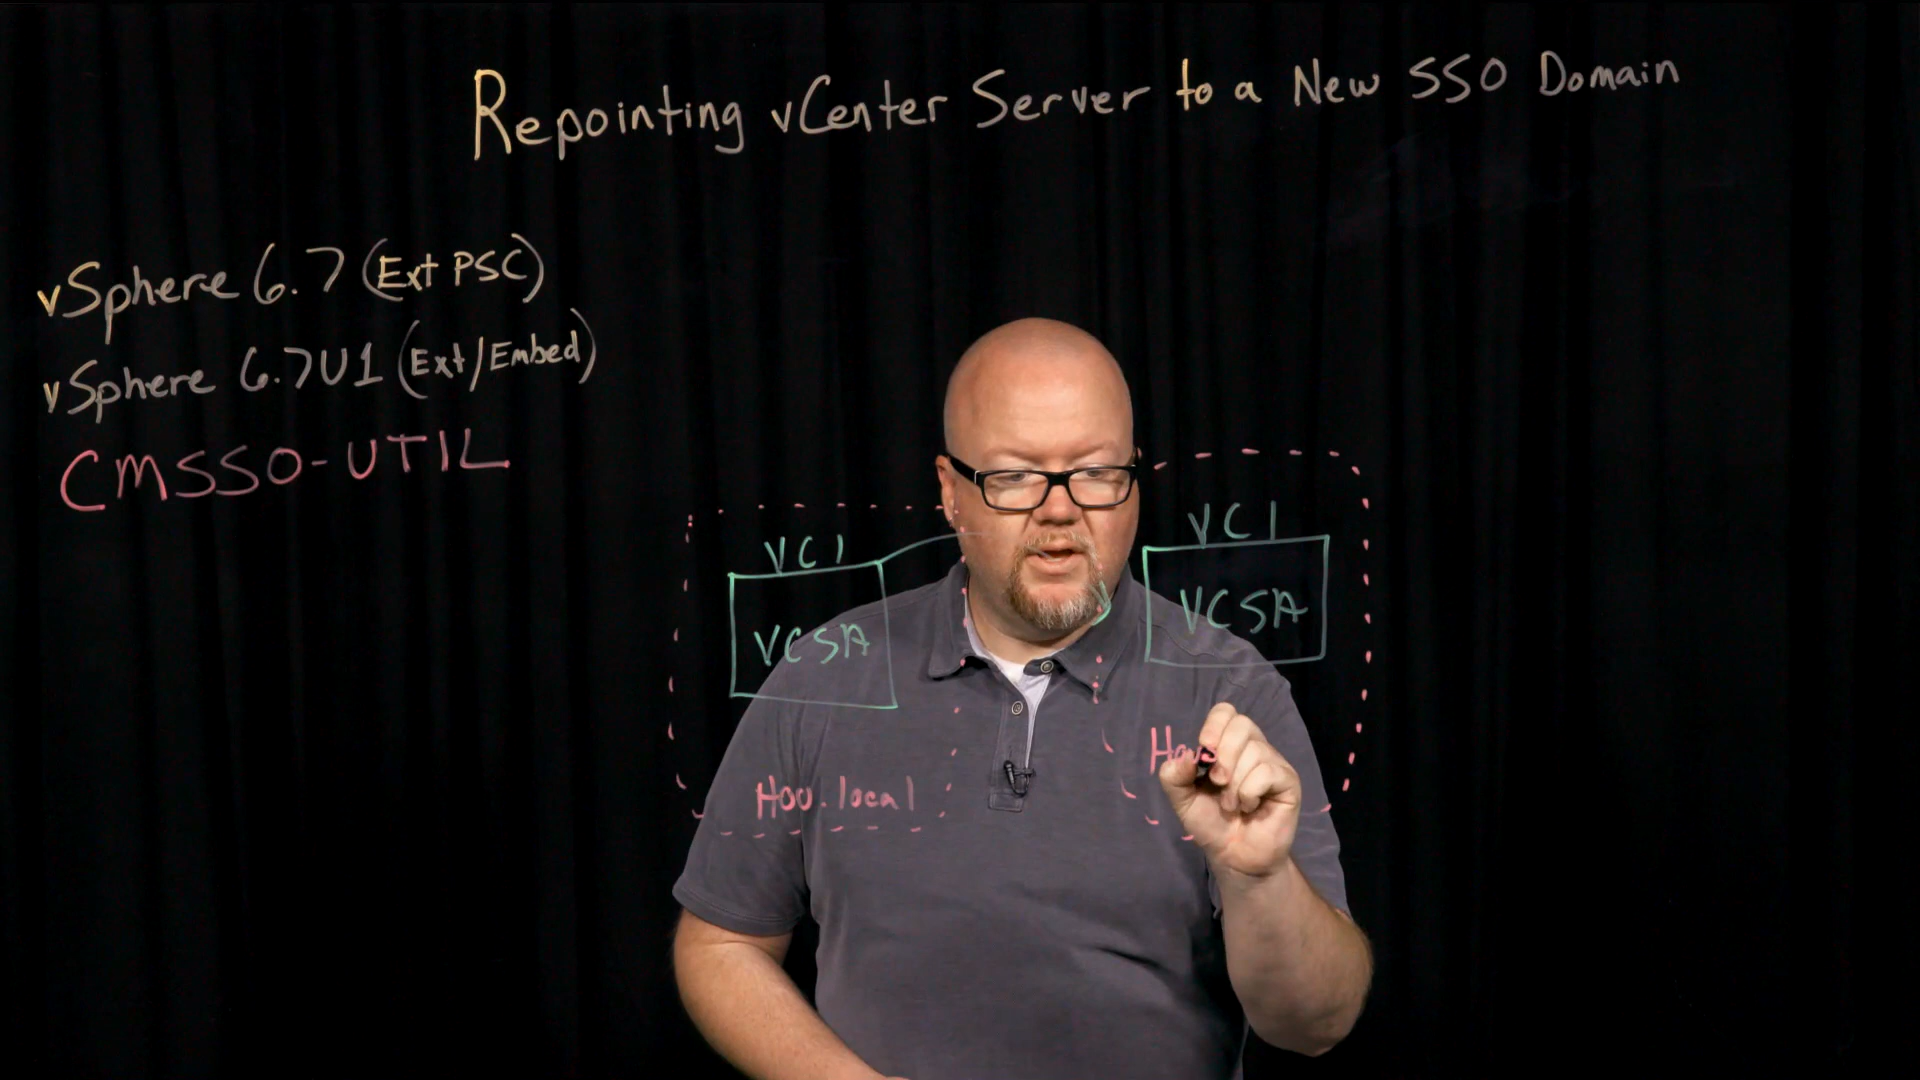 Repointing vCenter Server to a New SSO Domain
vSphere 6.7 (Ext PSC)
vSphere 6.7U1 (Ext/Embed)
CMSSO-UTIL
VC1
VCSA
Hou.local
VC1
VCSA